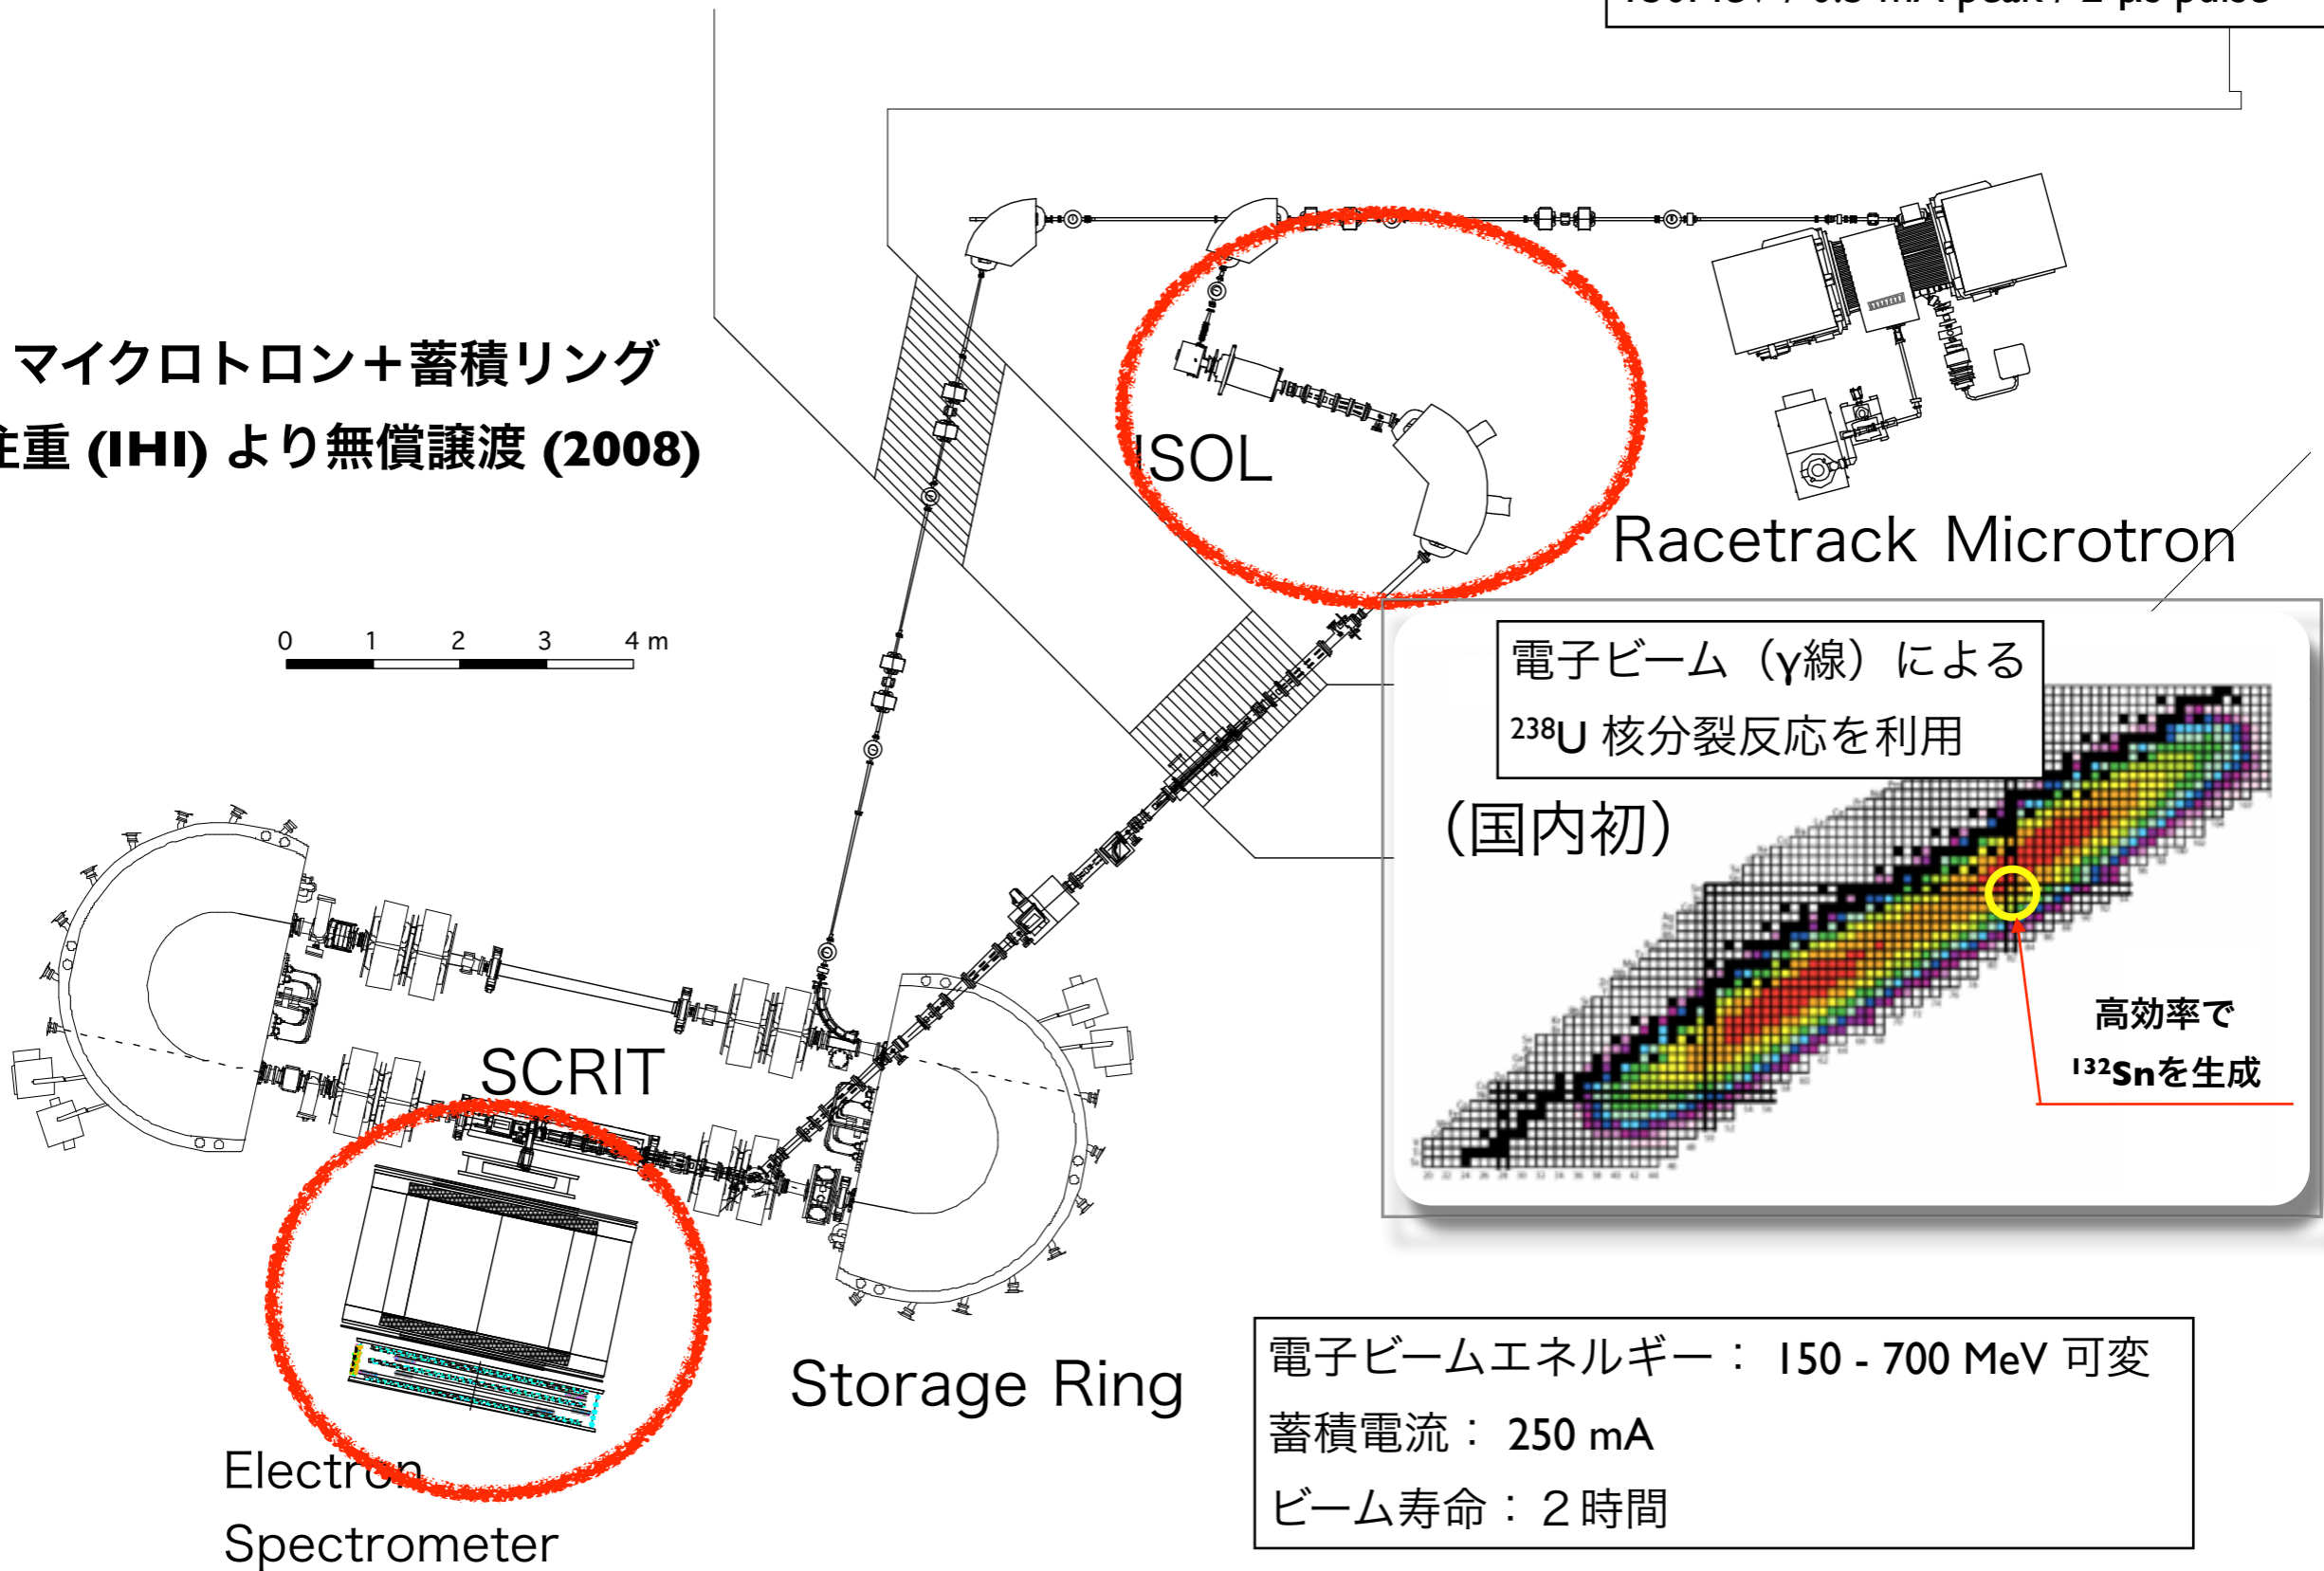 マイクロトロン＋蓄積リング
重 (IHI) より無償譲渡 (2008)
ISOL
Racetrack Microtron
0 1 2 3 4 m
電子ビーム（γ線）による
²³⁸U 核分裂反応を利用
（国内初）
高効率で
¹³²Snを生成
SCRIT
Storage Ring
Electron
Spectrometer
電子ビームエネルギー： 150 - 700 MeV 可変
蓄積電流： 250 mA
ビーム寿命：２時間